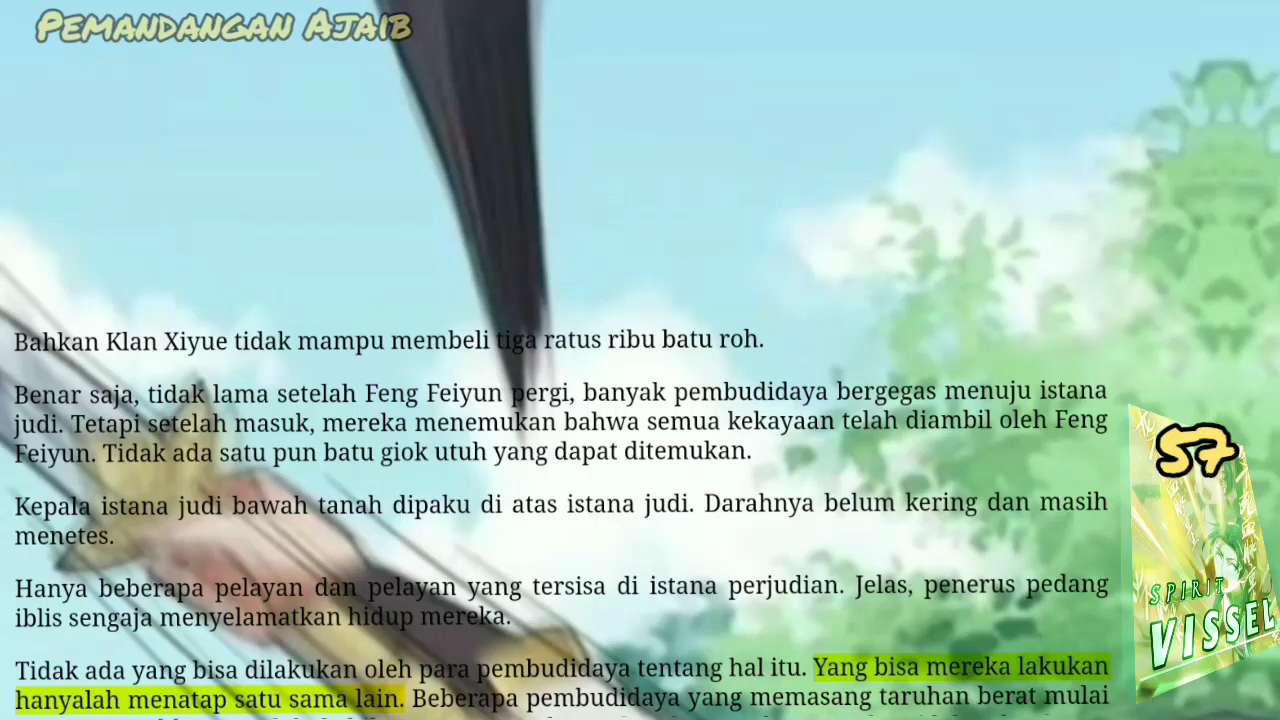 Pemandangan Ajaib
Bahkan Klan Xiyue tidak mampu membeli tiga ratus ribu batu roh.
Benar saja, tidak lama setelah Feng Feiyun pergi, banyak pembudidaya bergegas menuju istana
judi. Tetapi setelah masuk, mereka menemukan bahwa semua kekayaan telah diambil oleh Feng
Feiyun. Tidak ada satu pun batu giok utuh yang dapat ditemukan.
Kepala istana judi bawah tanah dipaku di atas istana judi. Darahnya belum kering dan masih
menetes.
Hanya beberapa pelayan dan pelayan yang tersisa di istana perjudian. Jelas, penerus pedang
iblis sengaja menyelamatkan hidup mereka.
Tidak ada yang bisa dilakukan oleh para pembudidaya tentang hal itu. Yang bisa mereka lakukan
hanyalah menatap satu sama lain. Beberapa pembudidaya yang memasang taruhan berat mulai
57
SPIRIT
VISSEL